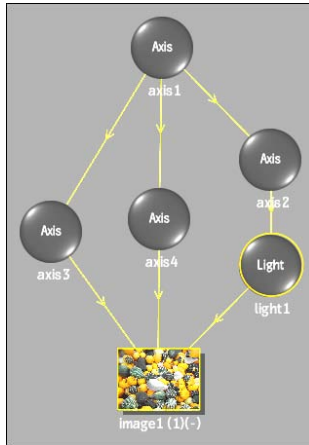 Axis
axis1
Axis
axis2
Axis
axis3
Axis
axis4
Light
light1
image1 (1)(-)